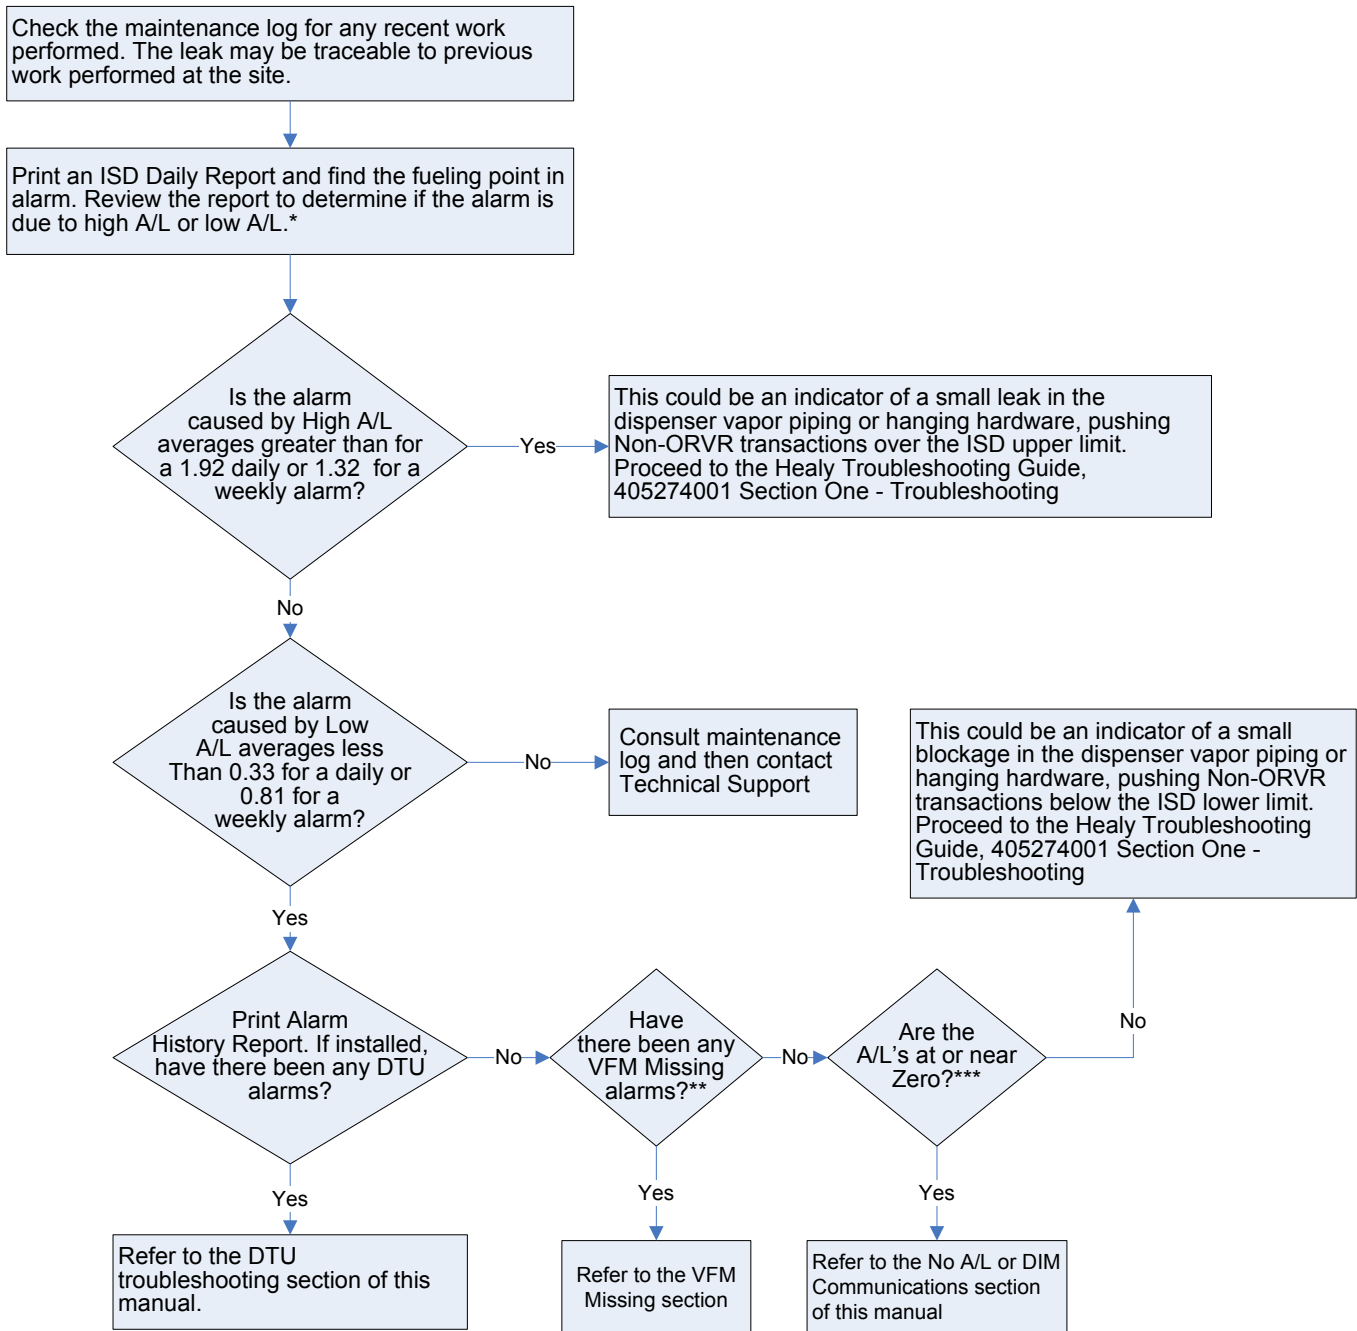 Check the maintenance log for any recent work
performed. The leak may be traceable to previous
work performed at the site.
Print an ISD Daily Report and find the fueling point in
alarm. Review the report to determine if the alarm is
due to high A/L or low A/L.*
Is the alarm
caused by High A/L
averages greater than for
a 1.92 daily or 1.32 for a
weekly alarm?
Yes
This could be an indicator of a small leak in the
dispenser vapor piping or hanging hardware, pushing
Non-ORVR transactions over the ISD upper limit.
Proceed to the Healy Troubleshooting Guide,
405274001 Section One - Troubleshooting
No
Is the alarm
caused by Low
A/L averages less
Than 0.33 for a daily or
0.81 for a
weekly alarm?
No
Consult maintenance
log and then contact
Technical Support
This could be an indicator of a small
blockage in the dispenser vapor piping or
hanging hardware, pushing Non-ORVR
transactions below the ISD lower limit.
Proceed to the Healy Troubleshooting
Guide, 405274001 Section One -
Troubleshooting
Yes
Print Alarm
History Report. If installed,
have there been any DTU
alarms?
No
Have
there been any
VFM Missing
alarms?**
No
Are the
A/L's at or near
Zero?***
No
Yes
Yes
Yes
Refer to the DTU
troubleshooting section of this
manual.
Refer to the VFM
Missing section
Refer to the No A/L or DIM
Communications section
of this manual